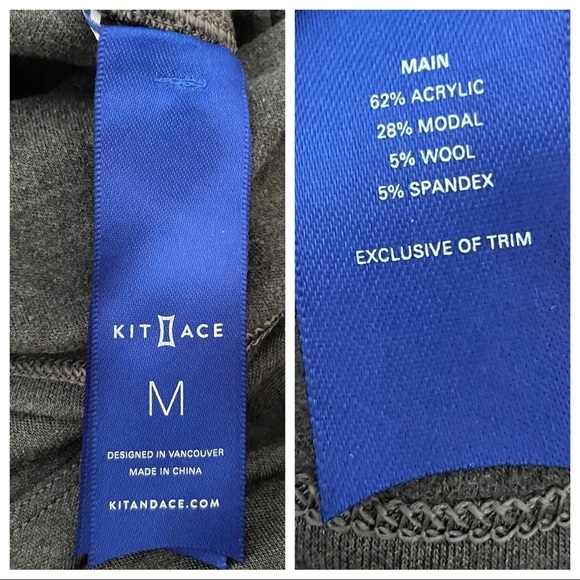 KIT ACE
M
DESIGNED IN VANCOUVER
MADE IN CHINA
KITANDACE.COM
MAIN
62% ACRYLIC
28% MODAL
5% WOOL
5% SPANDEX
EXCLUSIVE OF TRIM